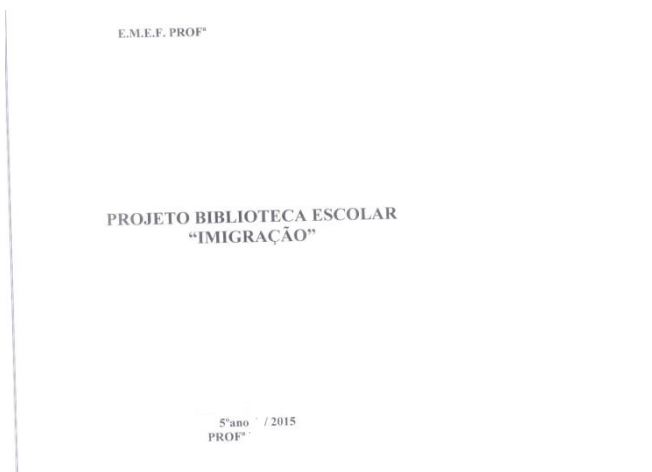 E.M.E.F. PROFª
PROJETO BIBLIOTECA ESCOLAR
“IMIGRAÇÃO”
5ºano / 2015
PROFª